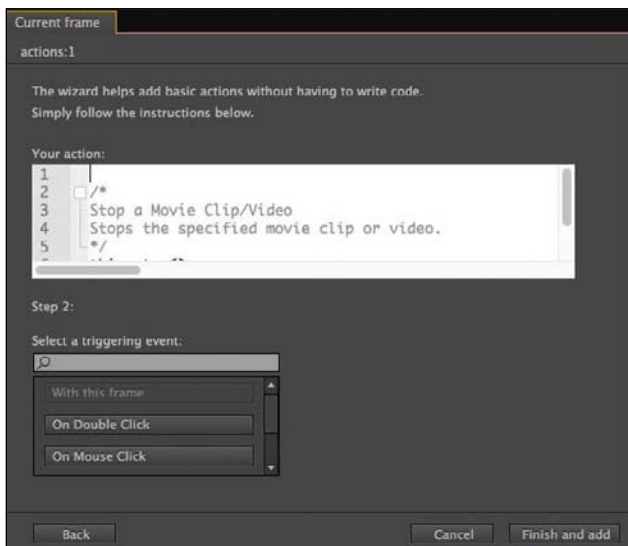 Current frame
actions:1
The wizard helps add basic actions without having to write code.
Simply follow the instructions below.
Your action:
1
2 /*
3 Stop a Movie Clip/Video
4 Stops the specified movie clip or video.
5 */
Step 2:
Select a triggering event:
With this frame
On Double Click
On Mouse Click
Back Cancel Finish and add